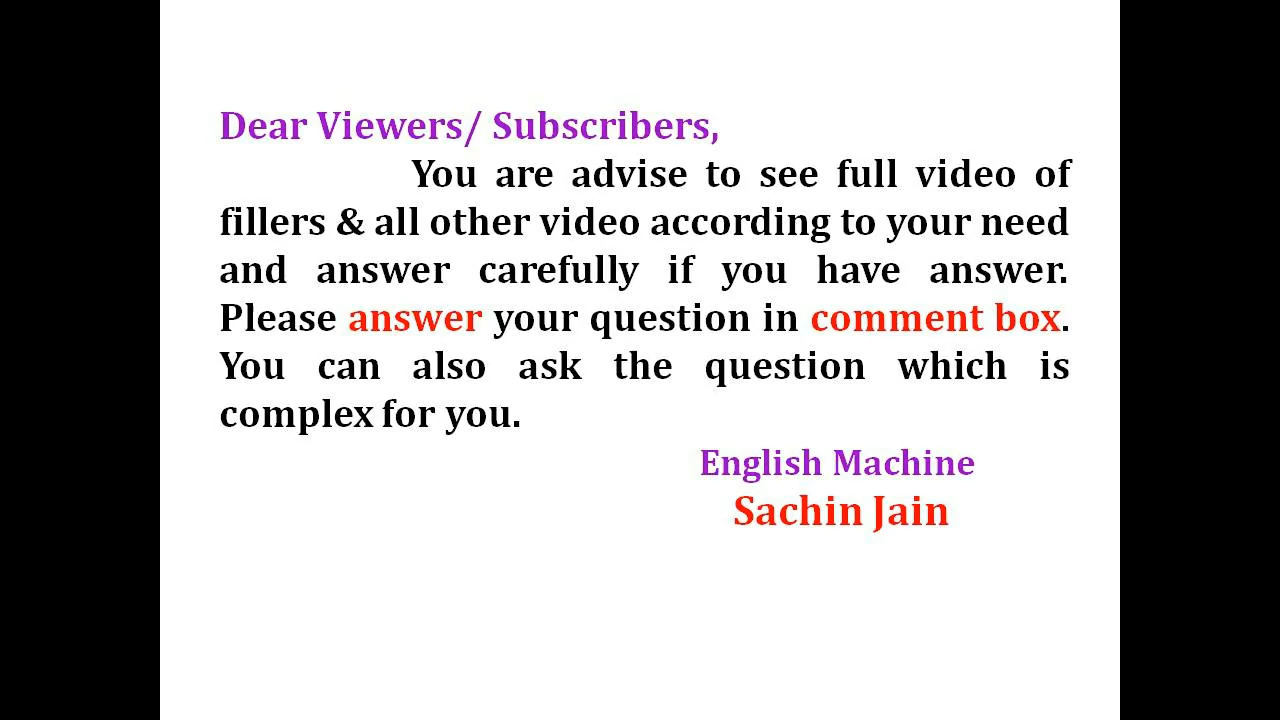 Dear Viewers/ Subscribers,
You are advise to see full video of
fillers & all other video according to your need
and answer carefully if you have answer.
Please answer your question in comment box.
You can also ask the question which is
complex for you.
English Machine
Sachin Jain